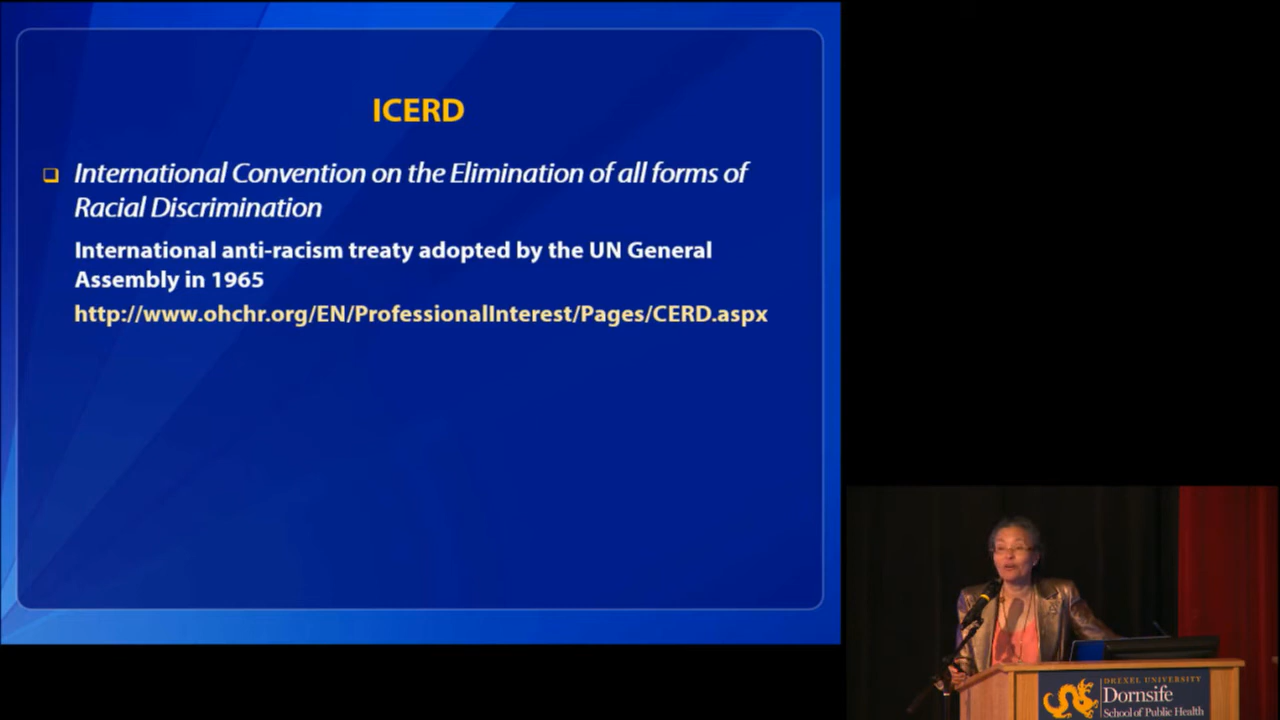 ICERD
International Convention on the Elimination of all forms of
Racial Discrimination
International anti-racism treaty adopted by the UN General
Assembly in 1965
http://www.ohchr.org/EN/ProfessionalInterest/Pages/CERD.aspx
DREXEL UNIVERSITY
Dornsife
School of Public Health